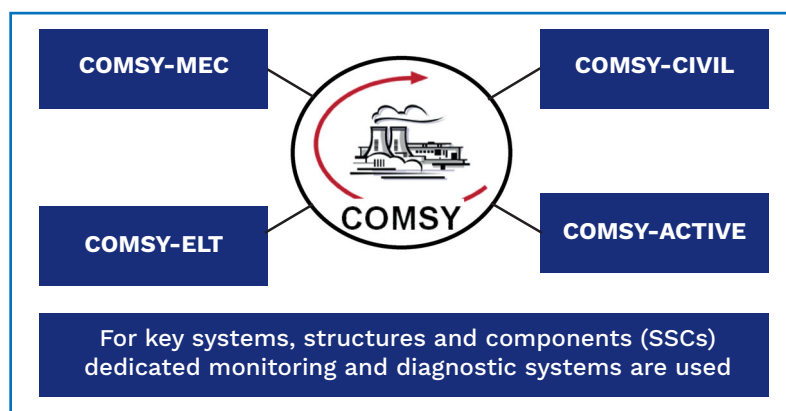 COMSY-MEC
COMSY-CIVIL
COMSY
COMSY-ELT
COMSY-ACTIVE
For key systems, structures and components (SSCs)
dedicated monitoring and diagnostic systems are used